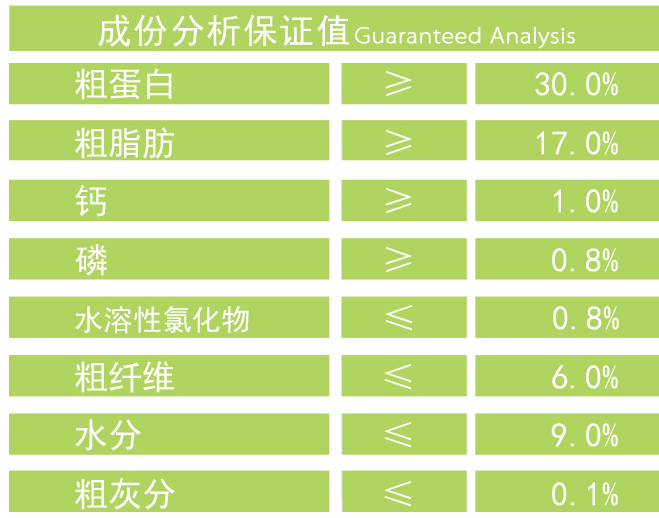 成份分析保证值Guaranteed Analysis
粗蛋白 ≥ 30.0%
粗脂肪 ≥ 17.0%
钙 ≥ 1.0%
磷 ≥ 0.8%
水溶性氯化物 ≤ 0.8%
粗纤维 ≤ 6.0%
水分 ≤ 9.0%
粗灰分 ≤ 0.1%